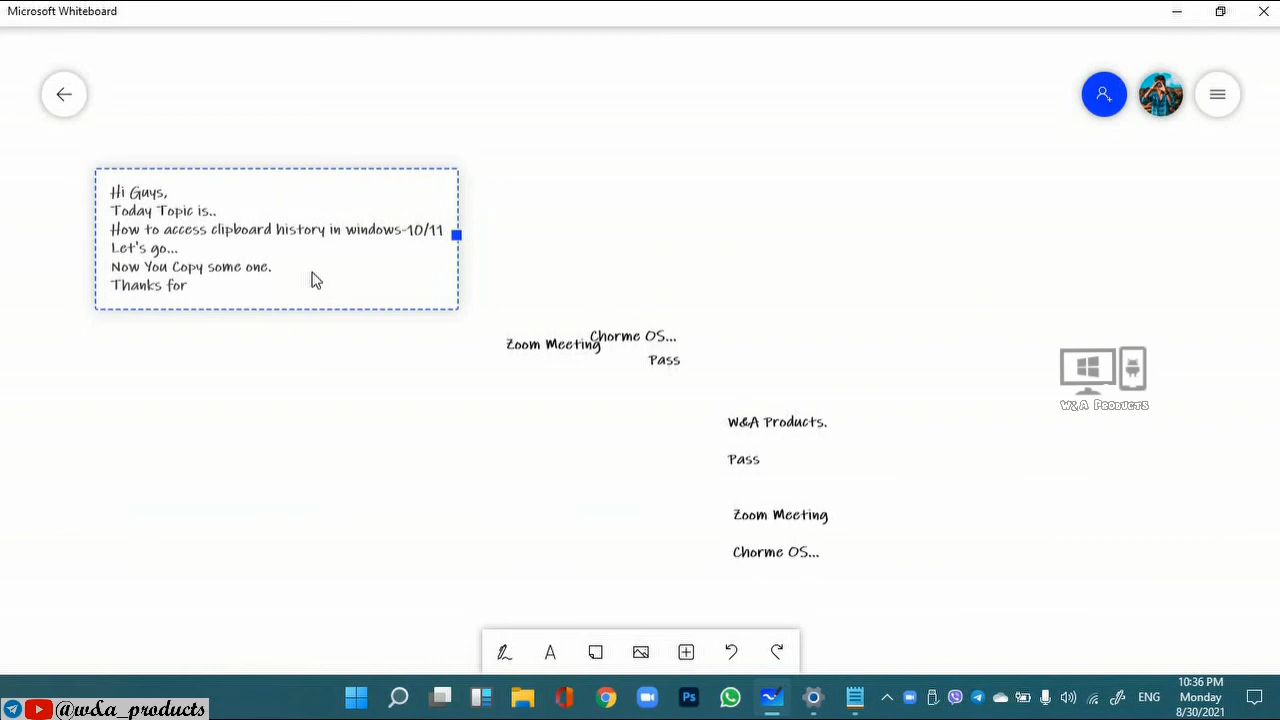 Microsoft Whiteboard
Hi Guys,
Today Topic is..
How to access clipboard history in windows-10/11
Let's go...
Now You Copy some one.
Thanks for
Zoom Meeting
Chorme OS...
Pass
W&A Products
W&A Products.
Pass
Zoom Meeting
Chorme OS...
A
Ps
ENG
10:36 PM
Monday
8/30/2021
@w&a_products